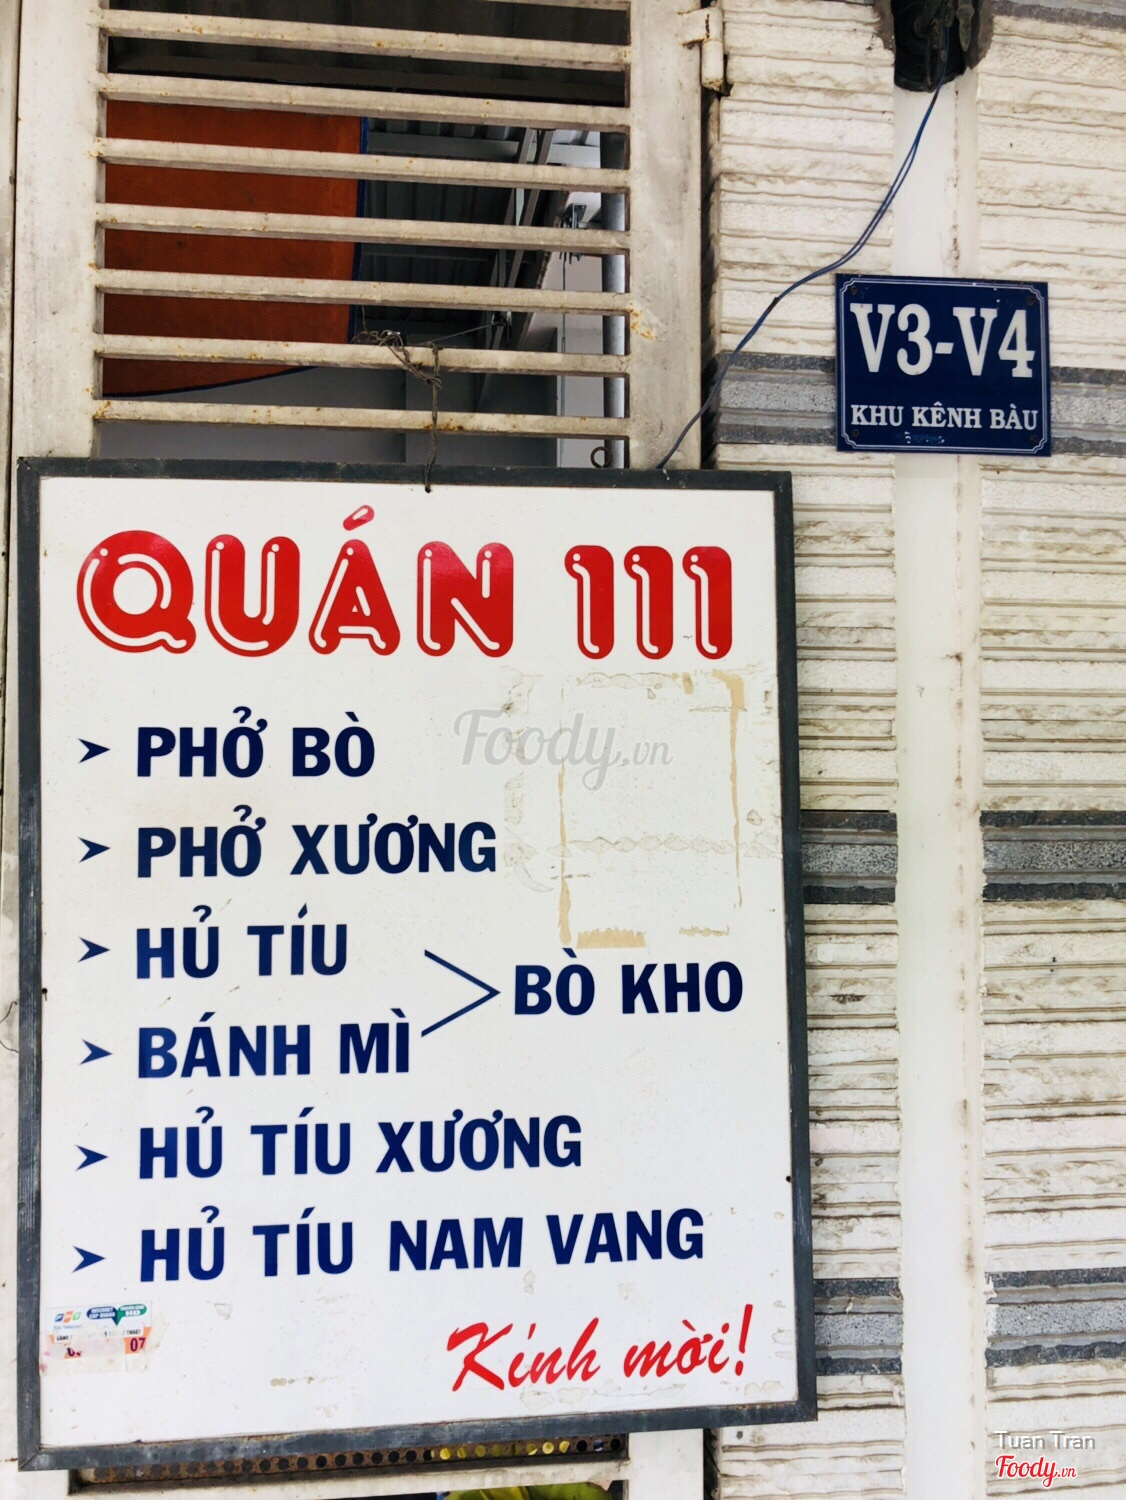 V3-V4
KHU KÊNH BÀU
QUÁN 111
➤ PHỞ BÒ
➤ PHỞ XƯƠNG
➤ HỦ TÍU
➤ BÁNH MÌ
BÒ KHO
➤ HỦ TÍU XƯƠNG
➤ HỦ TÍU NAM VANG
Kính mời!
07
Foody.vn
Tuan Tran
Foody.vn